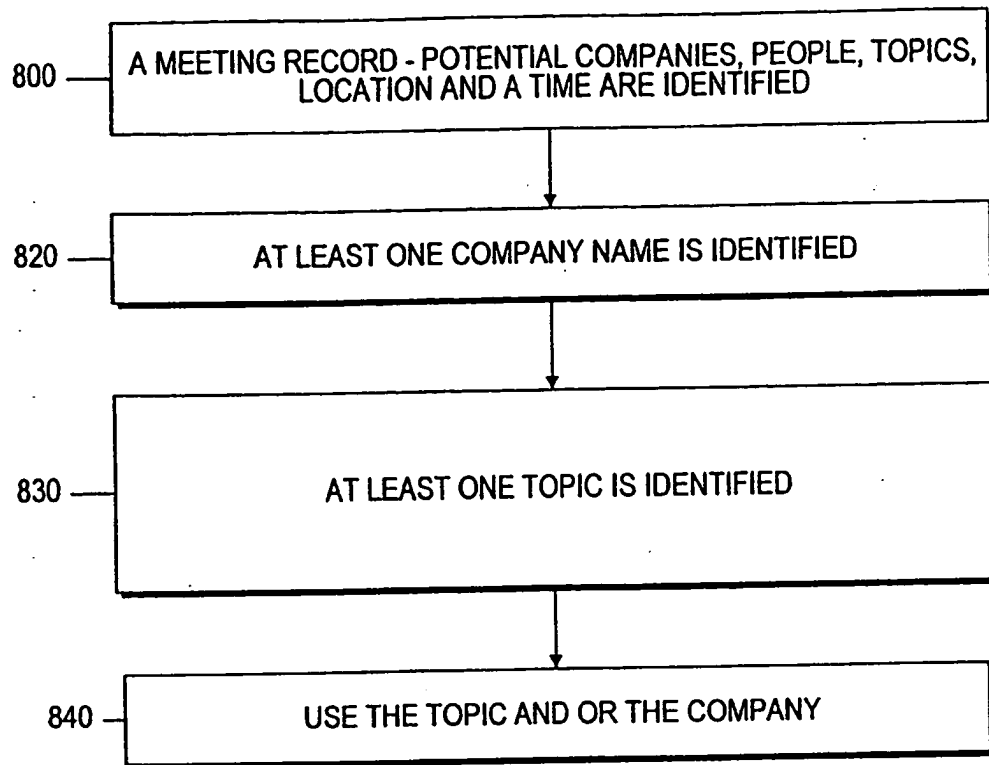 800
A MEETING RECORD - POTENTIAL COMPANIES, PEOPLE, TOPICS,
LOCATION AND A TIME ARE IDENTIFIED
820
AT LEAST ONE COMPANY NAME IS IDENTIFIED
830
AT LEAST ONE TOPIC IS IDENTIFIED
840
USE THE TOPIC AND OR THE COMPANY